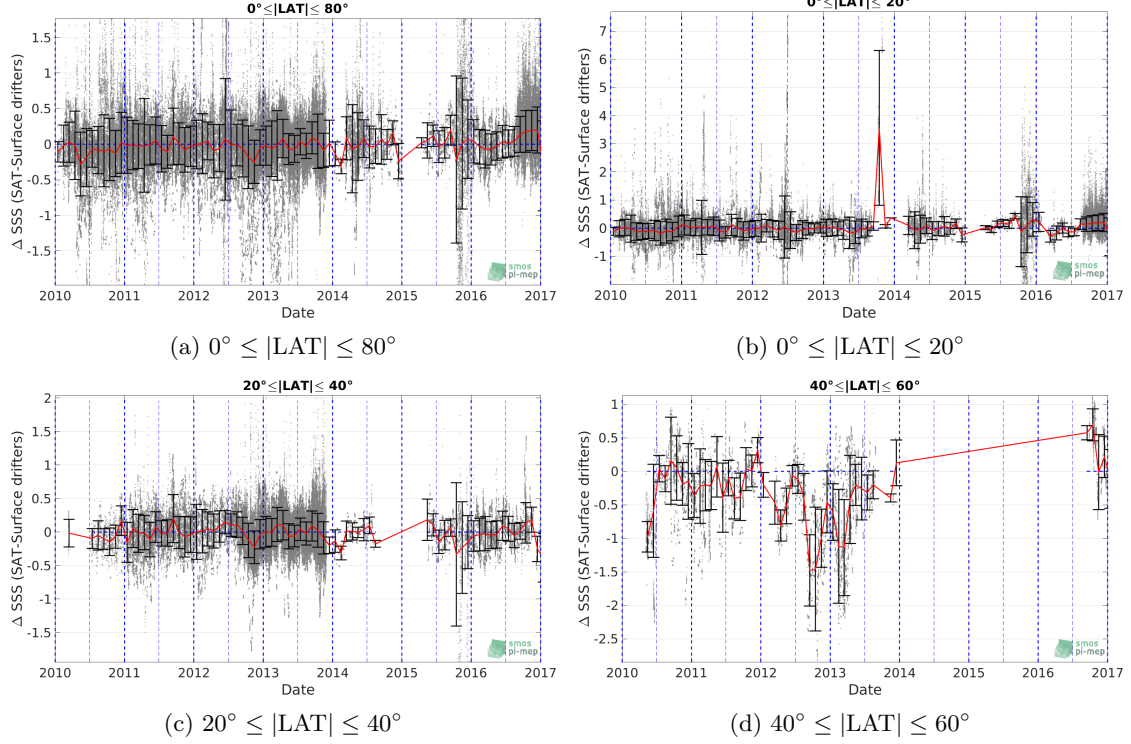 0°≤|LAT|≤ 80°
Δ SSS (SAT-Surface drifters)
1.5
1
0.5
0
-0.5
-1
-1.5
2010 2011 2012 2013 2014 2015 2016 2017
Date
smos
pi-mep
(a) 0° ≤ |LAT| ≤ 80°
0°≤|LAT|≤ 20°
Δ SSS (SAT-Surface drifters)
7
6
5
4
3
2
1
0
-1
2010 2011 2012 2013 2014 2015 2016 2017
Date
smos
pi-mep
(b) 0° ≤ |LAT| ≤ 20°
20°≤|LAT|≤ 40°
Δ SSS (SAT-Surface drifters)
2
1.5
1
0.5
0
-0.5
-1
-1.5
2010 2011 2012 2013 2014 2015 2016 2017
Date
smos
pi-mep
(c) 20° ≤ |LAT| ≤ 40°
40°≤|LAT|≤ 60°
Δ SSS (SAT-Surface drifters)
1
0.5
0
-0.5
-1
-1.5
-2
-2.5
2010 2011 2012 2013 2014 2015 2016 2017
Date
smos
pi-mep
(d) 40° ≤ |LAT| ≤ 60°